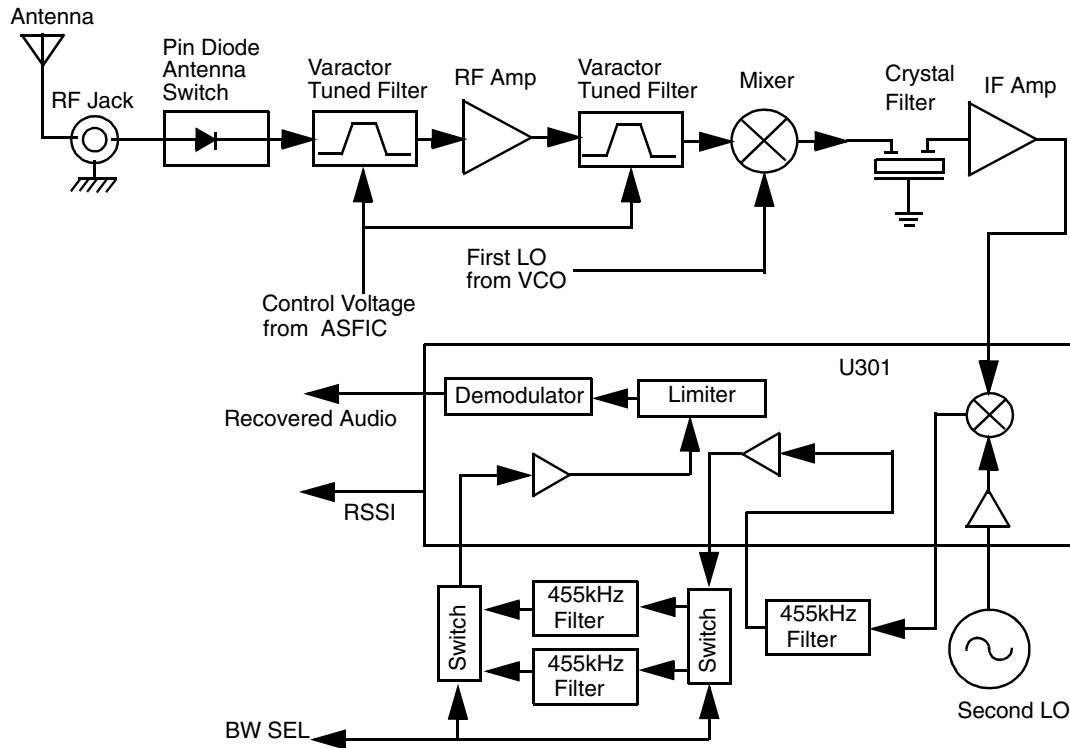 Antenna
Pin Diode
Antenna
Switch
RF Jack
Varactor
Tuned Filter
RF Amp
Varactor
Tuned Filter
Mixer
Crystal
Filter
IF Amp
First LO
from VCO
Control Voltage
from ASFIC
U301
Demodulator
Limiter
Recovered Audio
RSSI
Switch
455kHz
Filter
455kHz
Filter
Switch
455kHz
Filter
Second LO
BW SEL